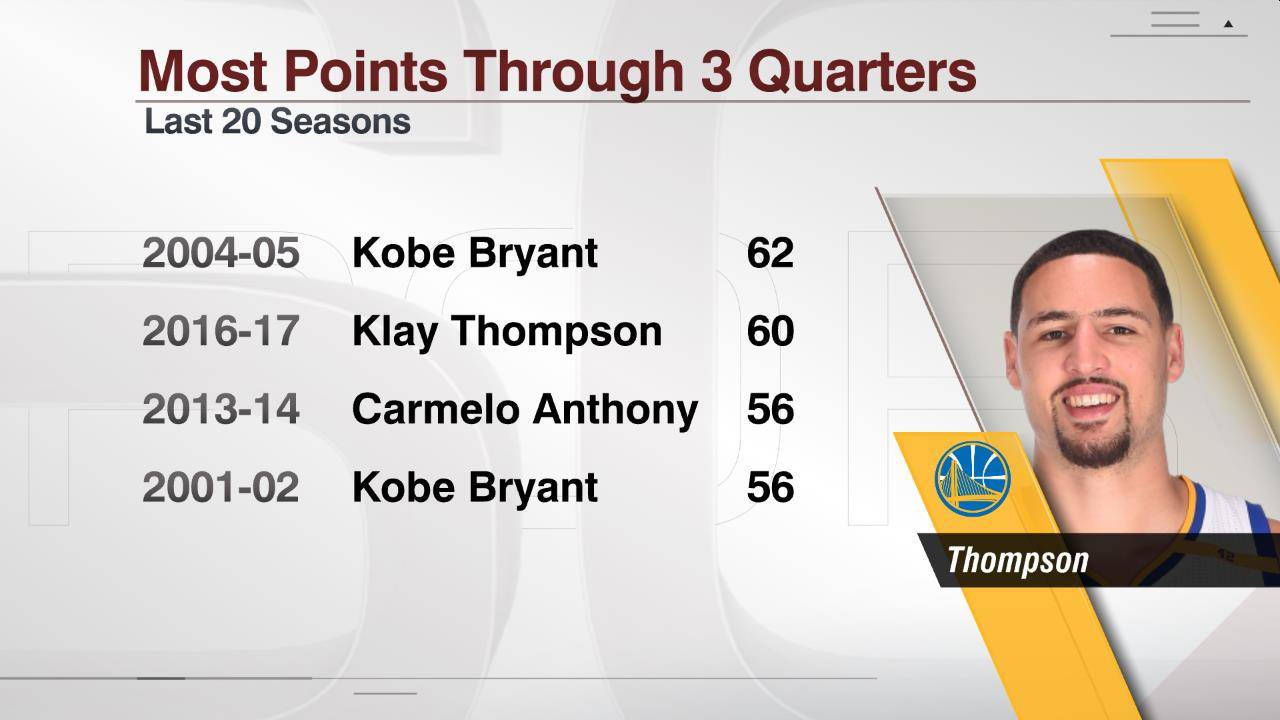 Most Points Through 3 Quarters
Last 20 Seasons
2004-05 Kobe Bryant 62
2016-17 Klay Thompson 60
2013-14 Carmelo Anthony 56
2001-02 Kobe Bryant 56
Thompson
42